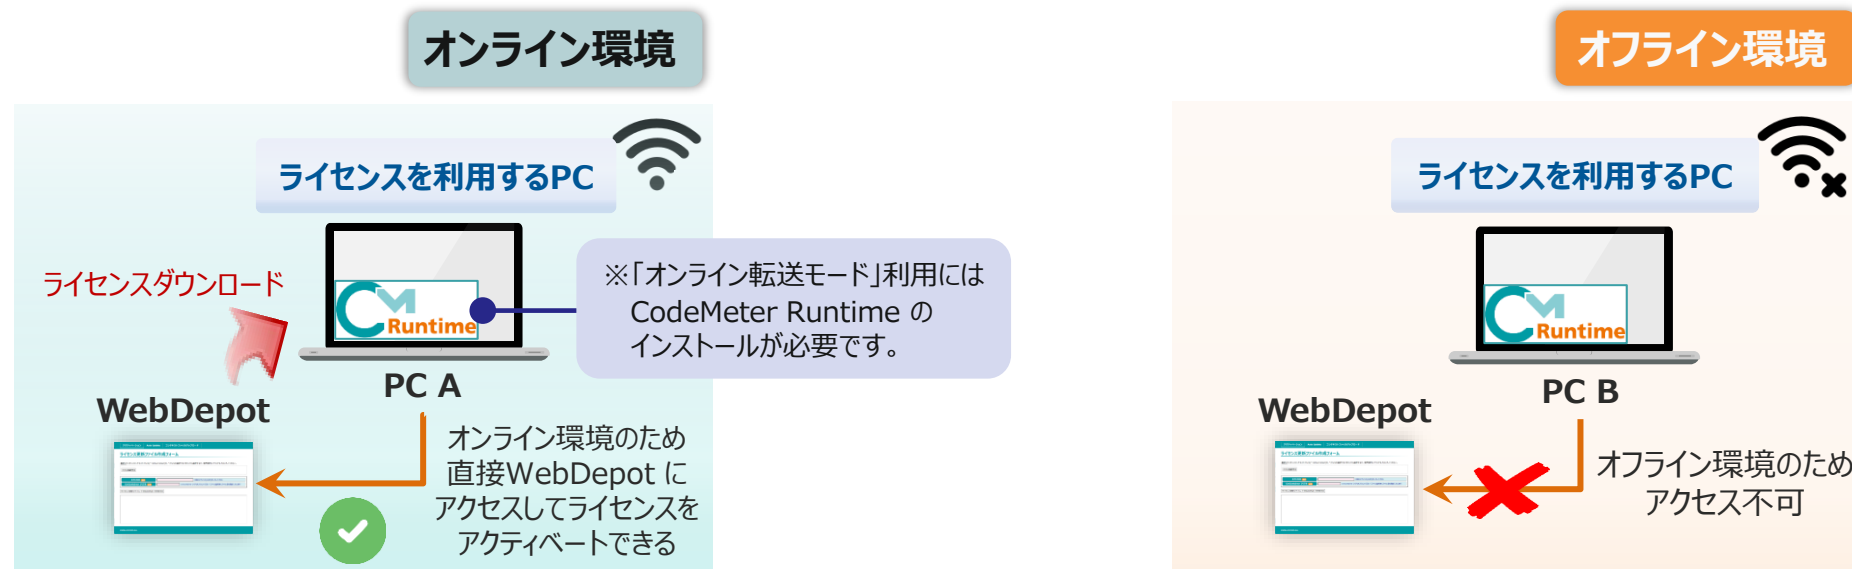 オンライン環境
ライセンスを利用するPC
ライセンスダウンロード
CM
Runtime
※「オンライン転送モード」利用には
CodeMeter Runtime の
インストールが必要です。
PC A
WebDepot
オンライン環境のため
直接WebDepot に
アクセスしてライセンスを
アクティベートできる
オフライン環境
ライセンスを利用するPC
CM
Runtime
PC B
WebDepot
オフライン環境のため
アクセス不可